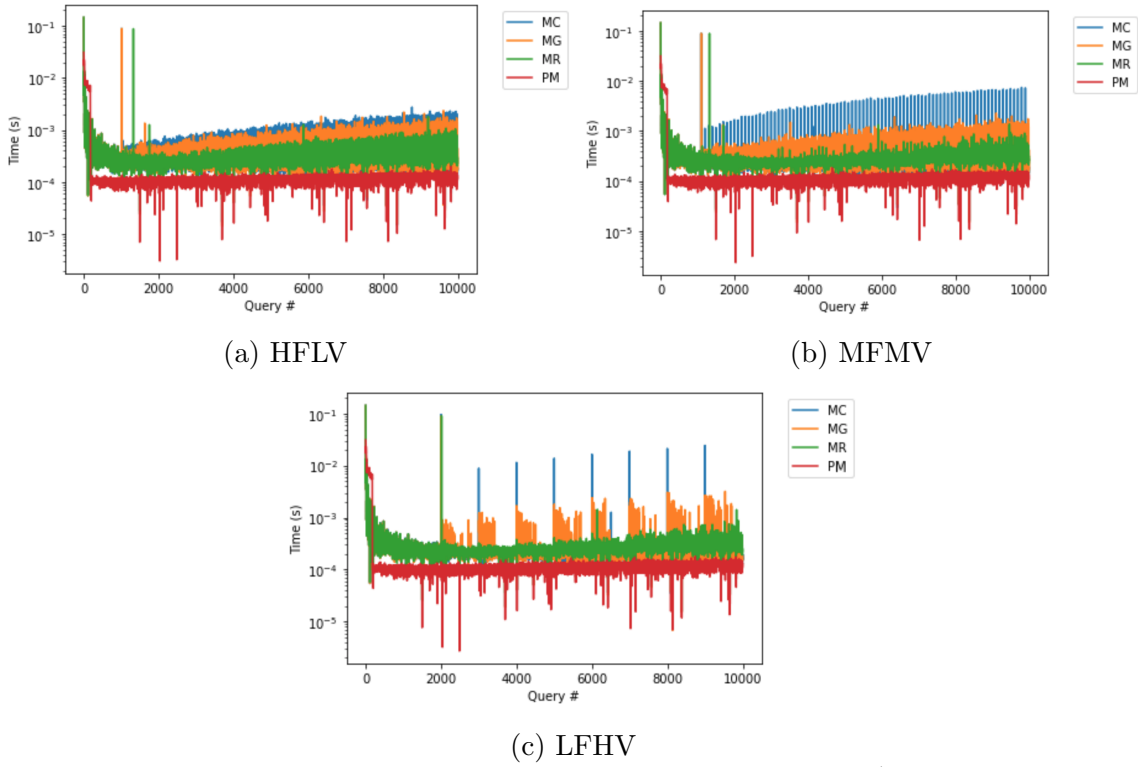 10⁻¹
10⁻²
10⁻³
10⁻⁴
10⁻⁵
Time (s)
0 2000 4000 6000 8000 10000
Query #
MC
MG
MR
PM
(a) HFLV
10⁻¹
10⁻²
10⁻³
10⁻⁴
10⁻⁵
Time (s)
0 2000 4000 6000 8000 10000
Query #
MC
MG
MR
PM
(b) MFMV
10⁻¹
10⁻²
10⁻³
10⁻⁴
10⁻⁵
Time (s)
0 2000 4000 6000 8000 10000
Query #
MC
MG
MR
PM
(c) LFHV